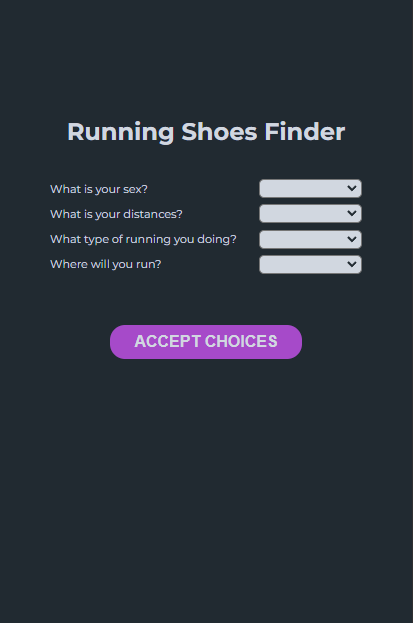 Running Shoes Finder
What is your sex?
What is your distances?
What type of running you doing?
Where will you run?
ACCEPT CHOICES